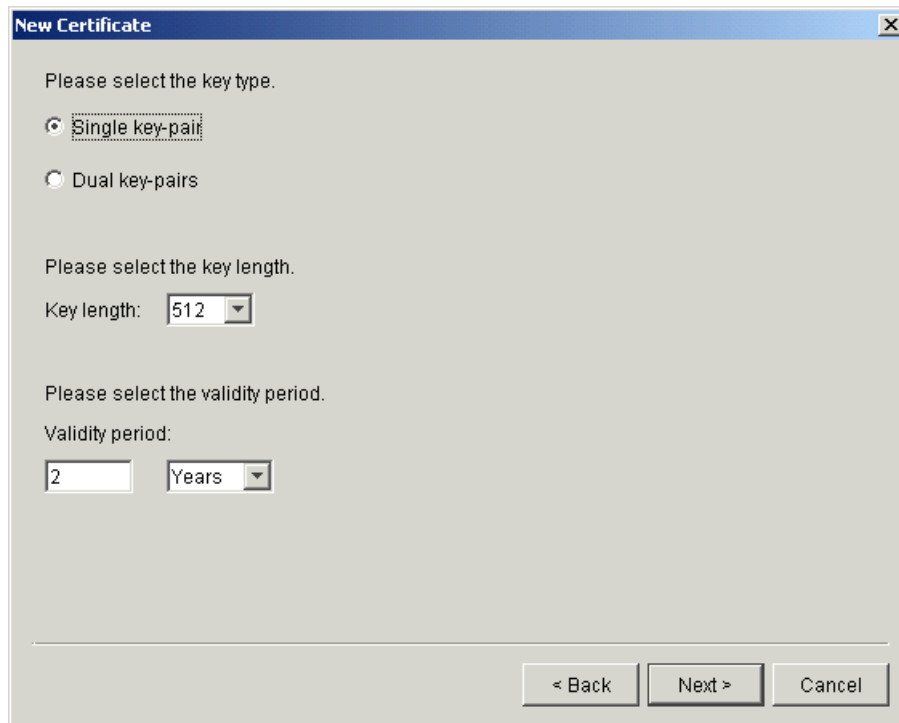 New Certificate
Please select the key type.
Single key-pair
Dual key-pairs
Please select the key length.
Key length: 512
Please select the validity period.
Validity period:
2 Years
< Back Next > Cancel